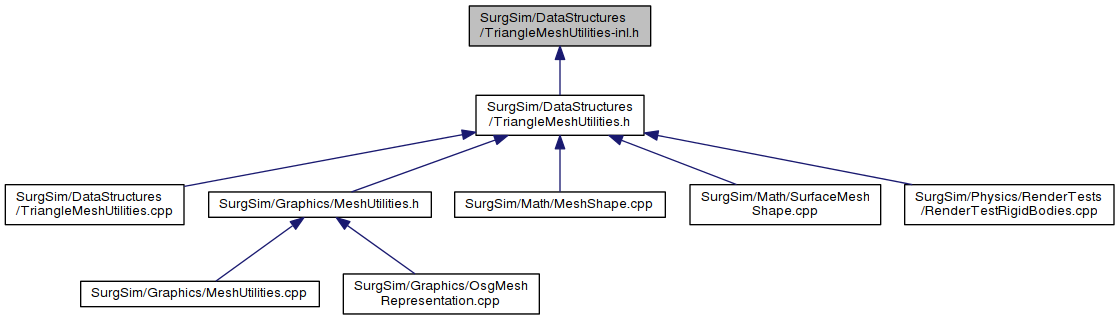 SurgSim/DataStructures
/TriangleMeshUtilities-inl.h
SurgSim/DataStructures
/TriangleMeshUtilities.h
SurgSim/DataStructures
/TriangleMeshUtilities.cpp
SurgSim/Graphics/MeshUtilities.h
SurgSim/Math/MeshShape.cpp
SurgSim/Math/SurfaceMesh
Shape.cpp
SurgSim/Physics/RenderTests
/RenderTestRigidBodies.cpp
SurgSim/Graphics/MeshUtilities.cpp
SurgSim/Graphics/OsgMesh
Representation.cpp